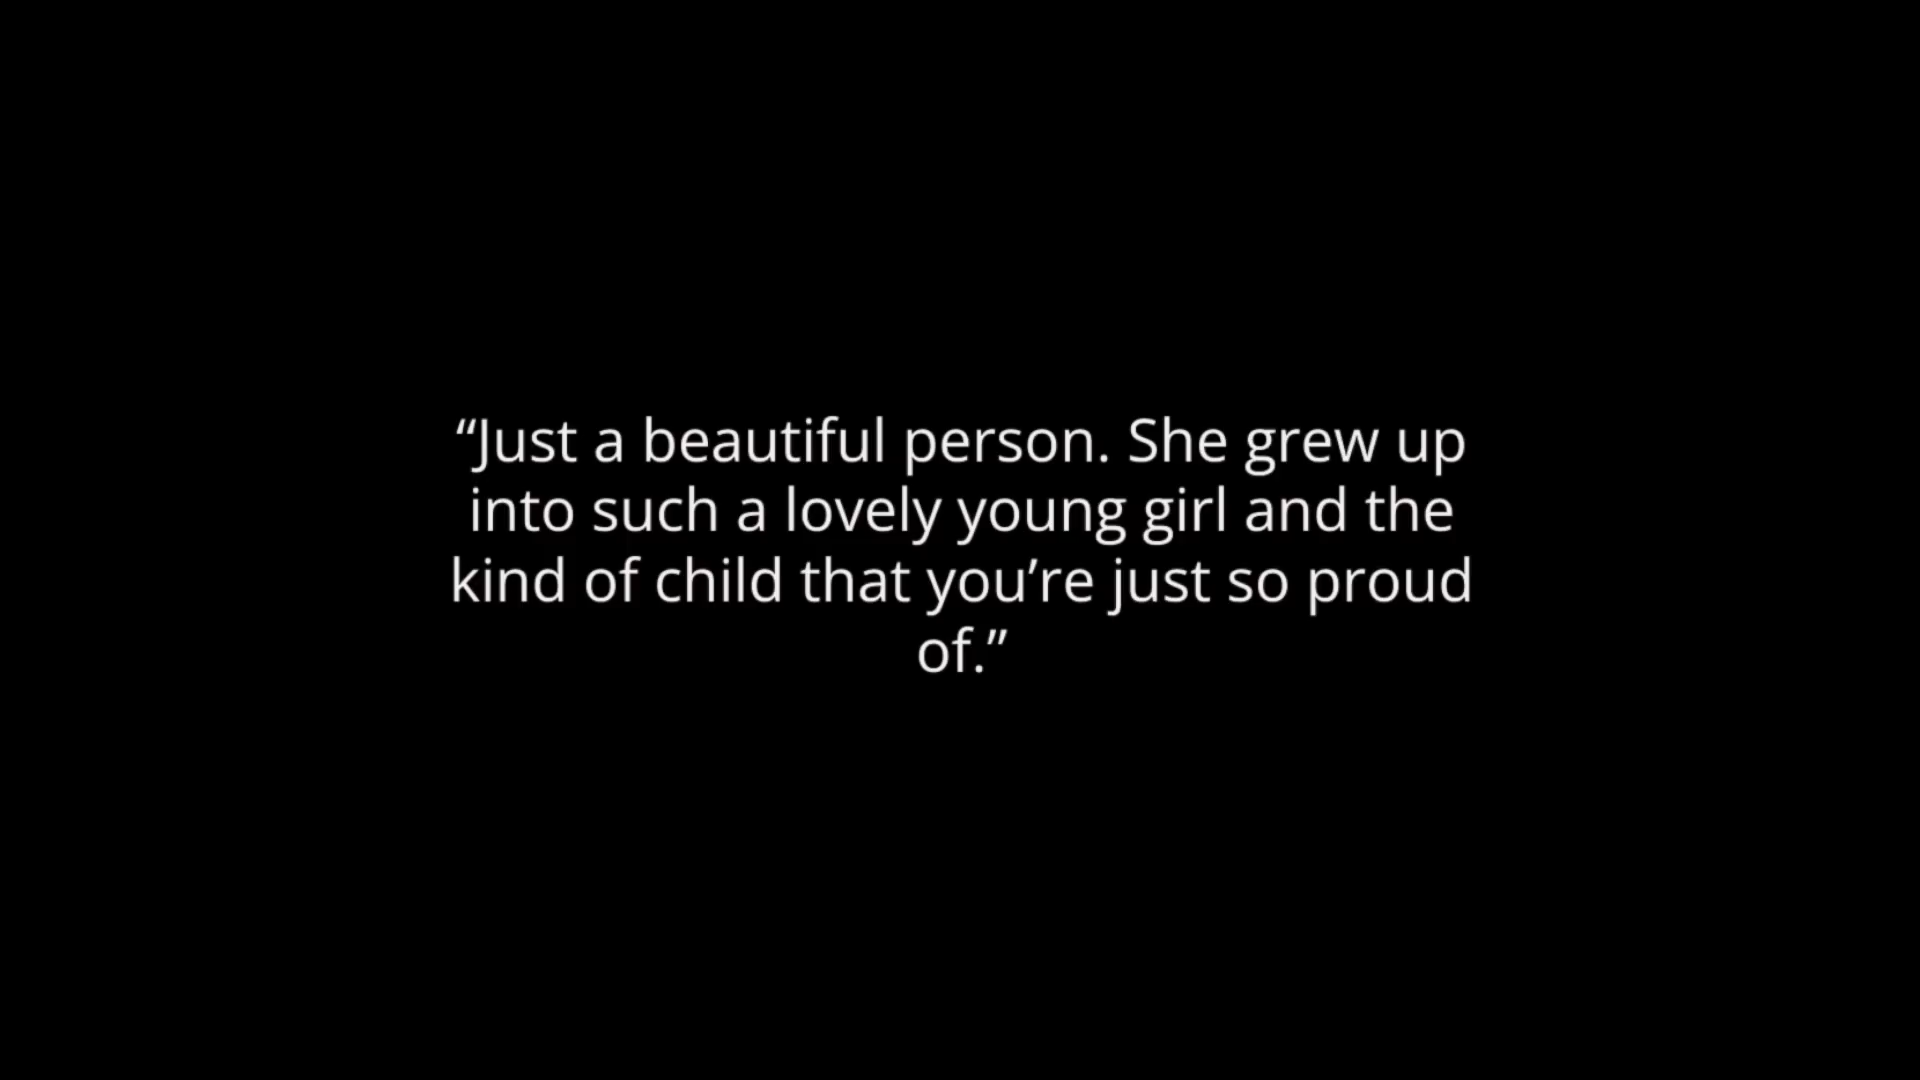 “Just a beautiful person. She grew up
into such a lovely young girl and the
kind of child that you’re just so proud
of.”